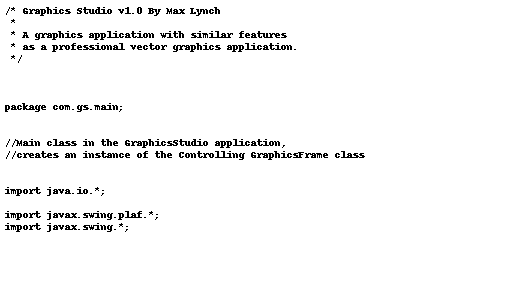 /* Graphics Studio v1.0 By Max Lynch
 *
 * A graphics application with similar features
 * as a professional vector graphics application.
 */
package com.gs.main;
//Main class in the GraphicsStudio application,
//creates an instance of the Controlling GraphicsFrame class
import java.io.*;
import javax.swing.plaf.*;
import javax.swing.*;